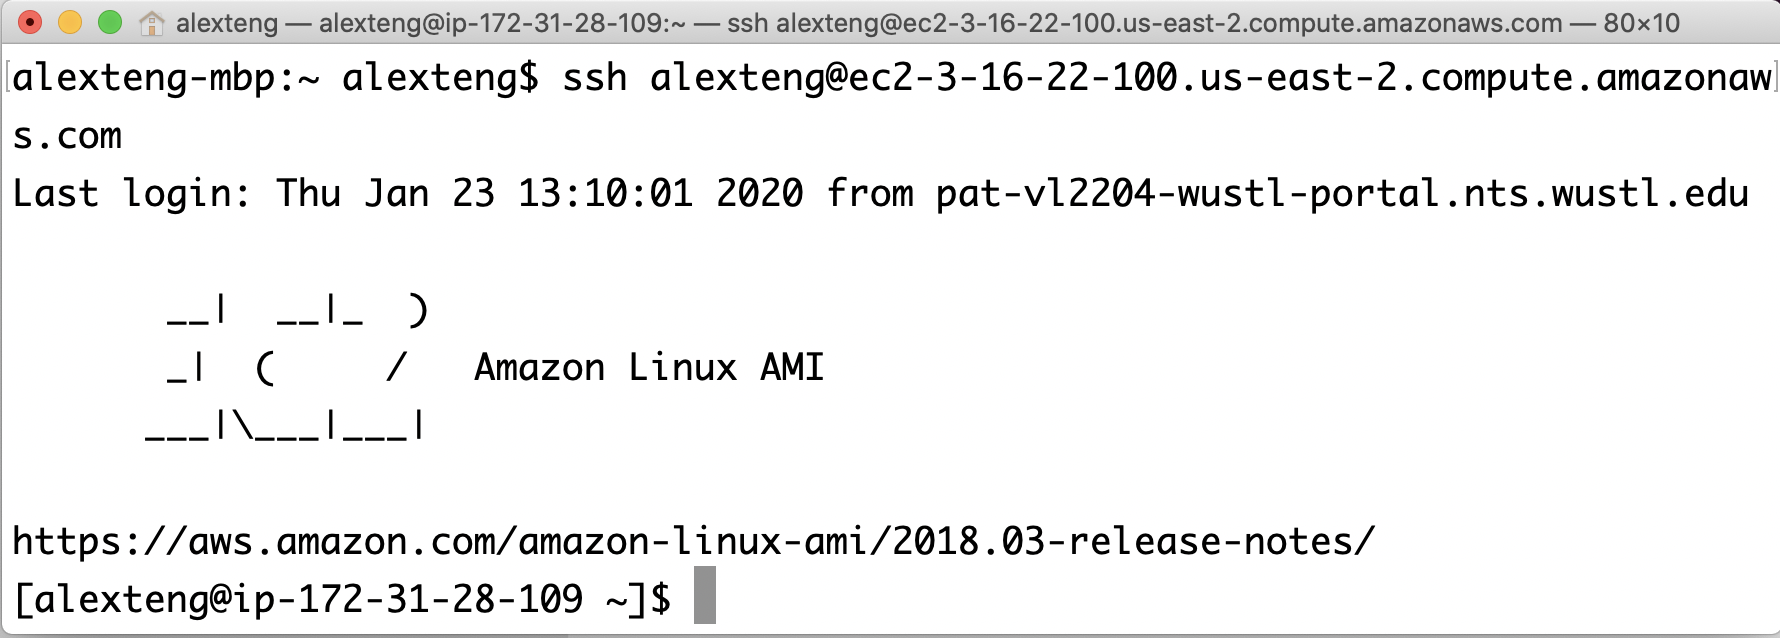 alexteng — alexteng@ip-172-31-28-109:~ — ssh alexteng@ec2-3-16-22-100.us-east-2.compute.amazonaws.com — 80×10
[alexteng-mbp:~ alexteng$ ssh alexteng@ec2-3-16-22-100.us-east-2.compute.amazonaw]
s.com
Last login: Thu Jan 23 13:10:01 2020 from pat-vl2204-wustl-portal.nts.wustl.edu

       __|  __|_  )
       _|  (     /   Amazon Linux AMI
      ___|\___|___|

https://aws.amazon.com/amazon-linux-ami/2018.03-release-notes/
[alexteng@ip-172-31-28-109 ~]$